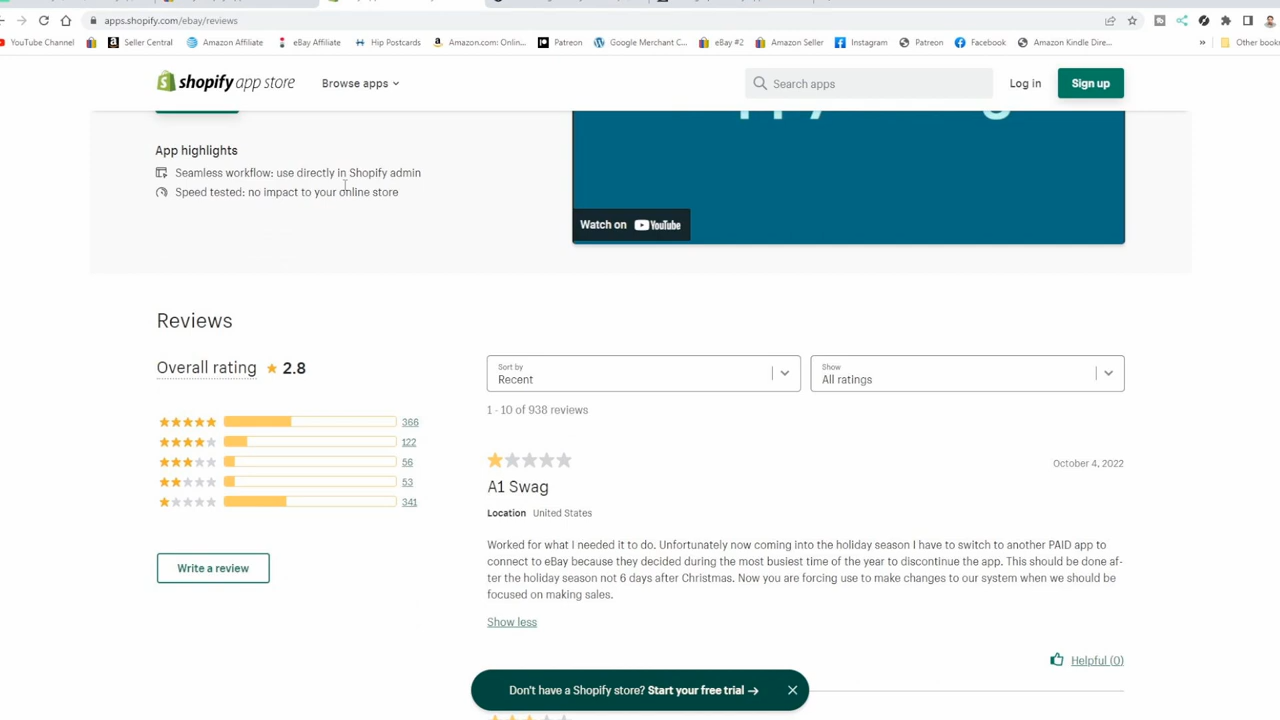 apps.shopify.com/ebay/reviews
YouTube Channel Seller Central Amazon Affiliate eBay Affiliate Hip Postcards Amazon.com: Onlin... Patreon Google Merchant C... eBay #2 Amazon Seller Instagram Patreon Facebook Amazon Kindle Dire... » Other book
shopify app store Browse apps Search apps Log in Sign up
App highlights
Seamless workflow: use directly in Shopify admin
Speed tested: no impact to your online store
Watch on YouTube
Reviews
Overall rating 2.8
Sort by
Recent
Show
All ratings
366
122
56
53
341
Write a review
1 - 10 of 938 reviews
October 4, 2022
A1 Swag
Location United States
Worked for what I needed it to do. Unfortunately now coming into the holiday season I have to switch to another PAID app to
connect to eBay because they decided during the most busiest time of the year to discontinue the app. This should be done af-
ter the holiday season not 6 days after Christmas. Now you are forcing use to make changes to our system when we should be
focused on making sales.
Show less
Helpful (0)
Don't have a Shopify store? Start your free trial →